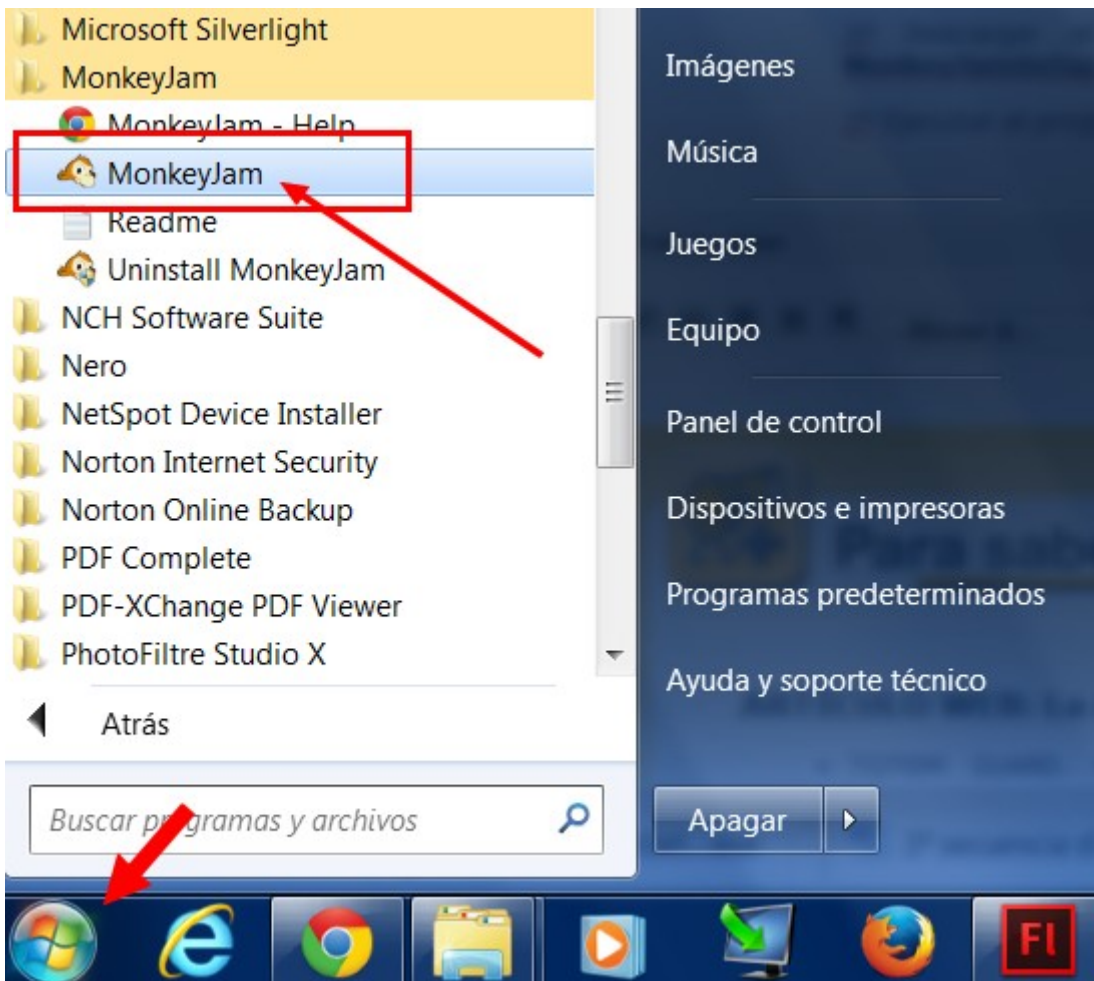 Microsoft Silverlight
MonkeyJam
MonkeyJam - Help
MonkeyJam
Readme
Uninstall MonkeyJam
NCH Software Suite
Nero
NetSpot Device Installer
Norton Internet Security
Norton Online Backup
PDF Complete
PDF-XChange PDF Viewer
PhotoFiltre Studio X
Atrás
Buscar programas y archivos
Imágenes
Música
Juegos
Equipo
Panel de control
Dispositivos e impresoras
Programas predeterminados
Ayuda y soporte técnico
Apagar
Para sabe
Fl